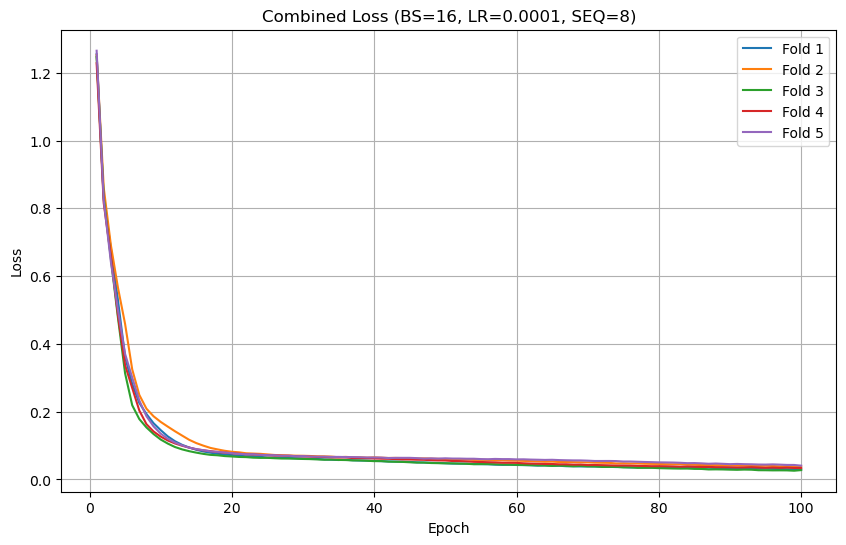 Combined Loss (BS=16, LR=0.0001, SEQ=8)
Fold 1
Fold 2
Fold 3
Fold 4
Fold 5
Loss
1.2
1.0
0.8
0.6
0.4
0.2
0.0
0 20 40 60 80 100
Epoch